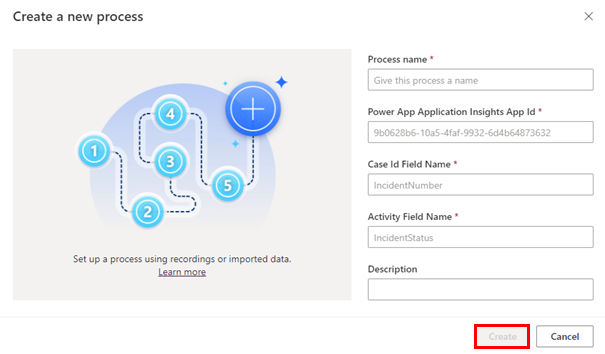 Create a new process
1
2
3
4
5
Set up a process using recordings or imported data.
Learn more
Process name *
Give this process a name
Power App Application Insights App Id *
9b0628b6-10a5-4faf-9932-6d4b64873632
Case Id Field Name *
IncidentNumber
Activity Field Name *
IncidentStatus
Description
Create
Cancel